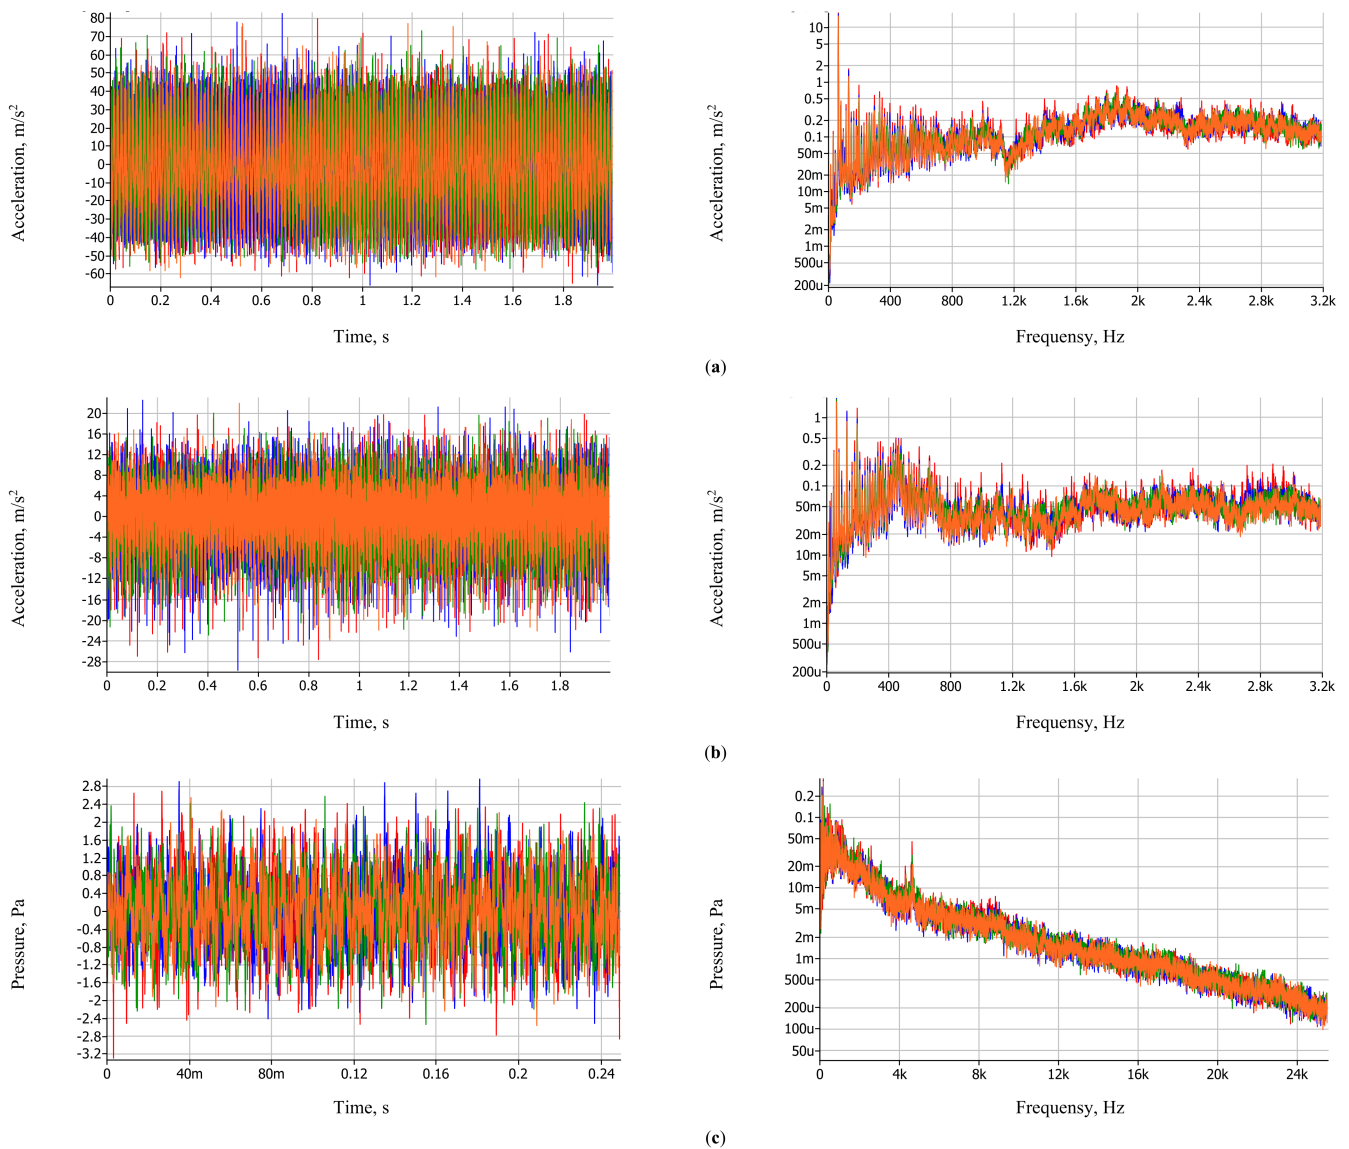 80
70
60
50
40
30
20
10
0
-10
-20
-30
-40
-50
-60
Acceleration, m/s²
0 0.2 0.4 0.6 0.8 1 1.2 1.4 1.6 1.8
Time, s
10
5
2
1
0.5
0.2
0.1
50m
20m
10m
5m
2m
1m
500u
200u
Acceleration, m/s²
0 400 800 1.2k 1.6k 2k 2.4k 2.8k 3.2k
Frequensy, Hz
(a)
20
16
12
8
4
0
-4
-8
-12
-16
-20
-24
-28
Acceleration, m/s²
0 0.2 0.4 0.6 0.8 1 1.2 1.4 1.6 1.8
Time, s
1
0.5
0.2
0.1
50m
20m
10m
5m
2m
1m
500u
200u
Acceleration, m/s²
0 400 800 1.2k 1.6k 2k 2.4k 2.8k 3.2k
Frequensy, Hz
(b)
2.8
2.4
2
1.6
1.2
0.8
0.4
0
-0.4
-0.8
-1.2
-1.6
-2
-2.4
-2.8
-3.2
Pressure, Pa
0 40m 80m 0.12 0.16 0.2 0.24
Time, s
0.2
0.1
50m
20m
10m
5m
2m
1m
500u
200u
100u
50u
Pressure, Pa
0 4k 8k 12k 16k 20k 24k
Frequensy, Hz
(c)